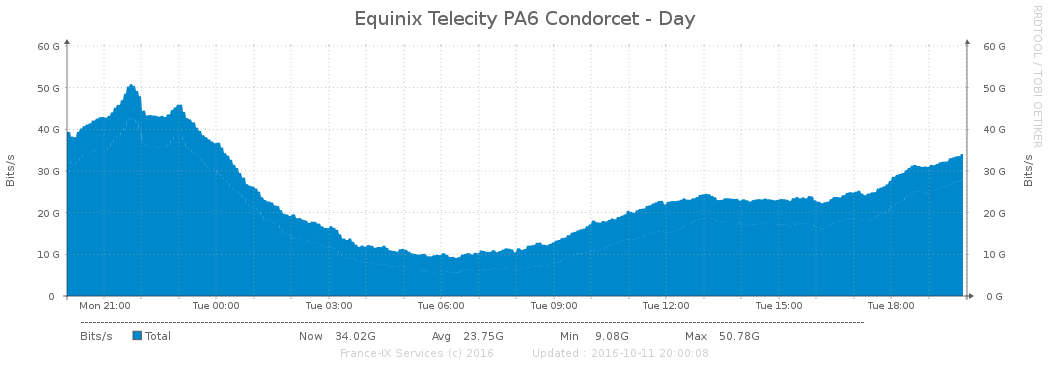 Equinix Telecity PA6 Condorcet - Day
RRDTOOL / TOBI OETIKER
60 G 60 G
50 G 50 G
40 G 40 G
30 G 30 G
20 G 20 G
10 G 10 G
0 0 G
Bits/s
Bits/s
Mon 21:00 Tue 00:00 Tue 03:00 Tue 06:00 Tue 09:00 Tue 12:00 Tue 15:00 Tue 18:00
Bits/s Total Now 34.02G Avg 23.75G Min 9.08G Max 50.78G
France-IX Services (c) 2016 Updated : 2016-10-11 20:00:08